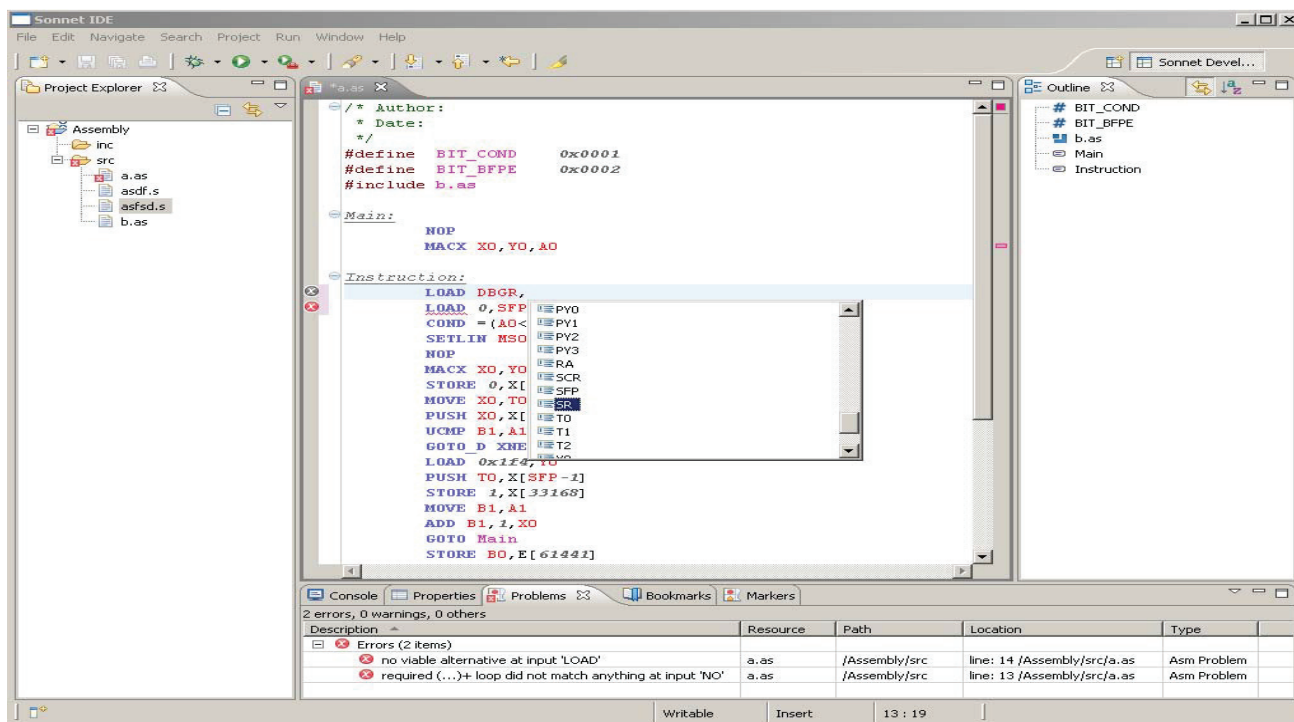 Sonnet IDE
File Edit Navigate Search Project Run Window Help
Sonnet Devel...
Project Explorer
Assembly
inc
src
a.as
asdf.s
asfsd.s
b.as
*a.as
/* Author:
* Date:
*/
#define BIT_COND 0x0001
#define BIT_BFPE 0x0002
#include b.as
Main:
NOP
MACX X0,Y0,A0
Instruction:
LOAD DBGR,
LOAD 0,SFP
COND =(A0<
SETLIN MS0
NOP
MACX X0,Y0
STORE 0,X[
MOVE X0,T0
PUSH X0,X[
UCMP B1,A1
GOTO_D XNE
LOAD 0x1f4,Y0
PUSH T0,X[SFP-1]
STORE 1,X[33168]
MOVE B1,A1
ADD B1,1,X0
GOTO Main
STORE B0,E[61441]
PY0
PY1
PY2
PY3
RA
SCR
SFP
SR
T0
T1
T2
Outline
BIT_COND
BIT_BFPE
b.as
Main
Instruction
Console Properties Problems Bookmarks Markers
2 errors, 0 warnings, 0 others
Description Resource Path Location Type
Errors (2 items)
no viable alternative at input 'LOAD' a.as /Assembly/src line: 14 /Assembly/src/a.as Asm Problem
required (...)+ loop did not match anything at input 'NO' a.as /Assembly/src line: 13 /Assembly/src/a.as Asm Problem
Writable Insert 13 : 19